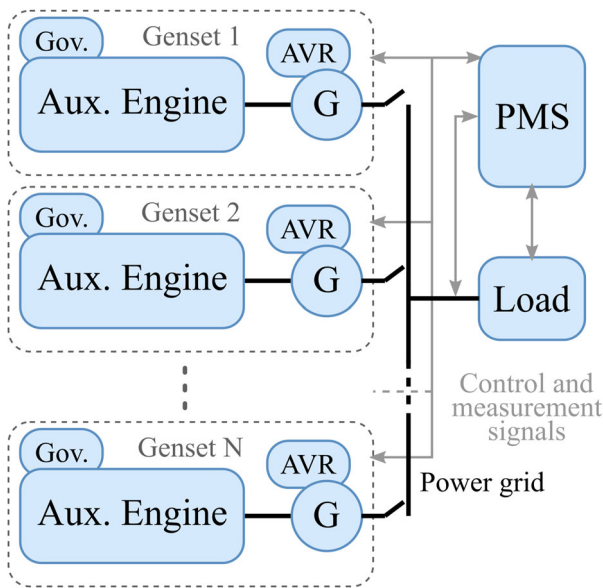 Gov.
Genset 1
AVR
Aux. Engine
G
PMS
Gov.
Genset 2
AVR
Aux. Engine
G
Load
Control and
measurement
signals
Gov.
Genset N
AVR
Power grid
Aux. Engine
G